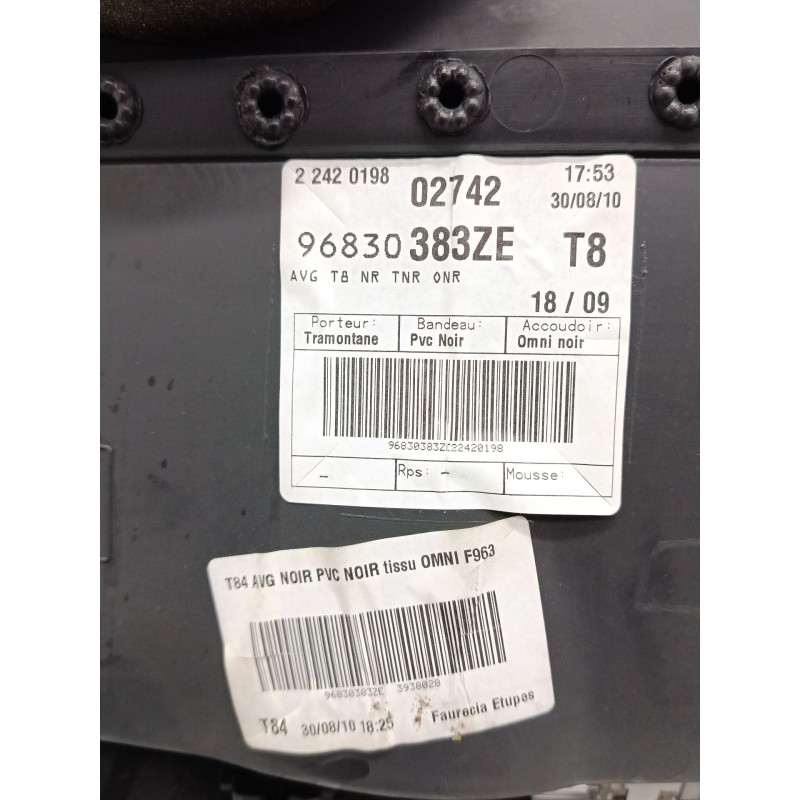 2 242 0198 02742 17:53
30/08/10
96830 383ZE T8
AVG T8 NR TNR ONR
18 / 09
Porteur: Bandeau: Accoudoir:
Tramontane Pvc Noir Omni noir
96830383ZC22420198
- Rps: - Mousse:
T84 AVG NOIR PVC NOIR tissu OMNI F963
96830383ZE 3938028
T84 30/08/10 18:25 Faurecia Etupes